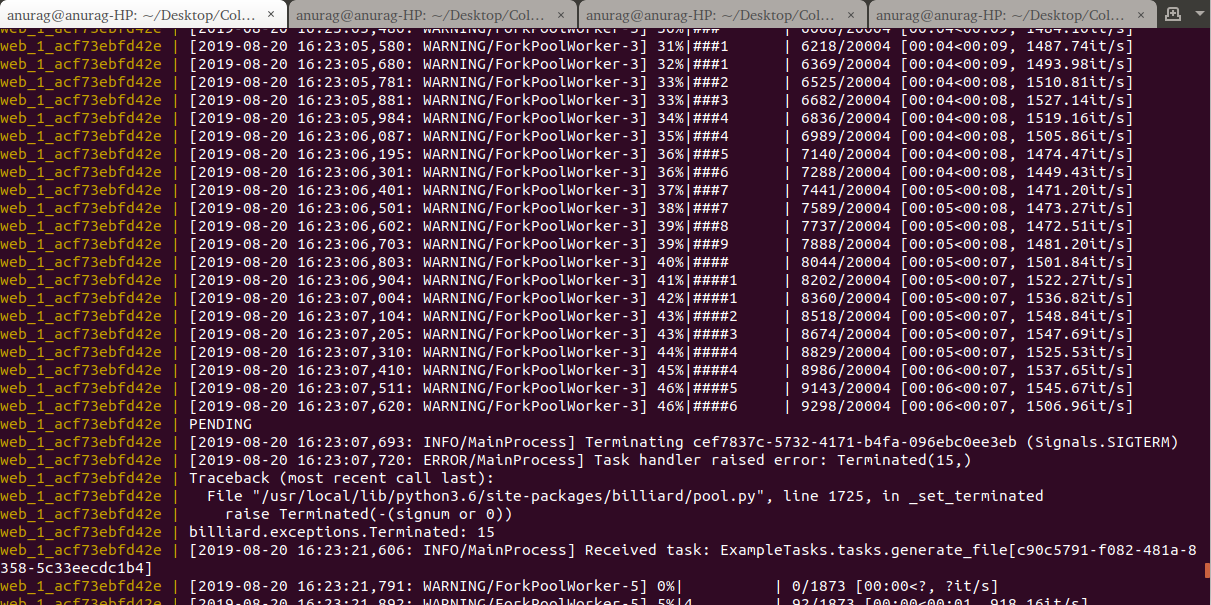 anurag@anurag-HP: ~/Desktop/Col... × anurag@anurag-HP: ~/Desktop/Col... × anurag@anurag-HP: ~/Desktop/Col... × anurag@anurag-HP: ~/Desktop/Col... ×
web_1_acf73ebfd42e | [2019-08-20 16:23:05,480: WARNING/ForkPoolWorker-3] 30%|### | 6068/20004 [00:04<00:09, 1484.10it/s]
web_1_acf73ebfd42e | [2019-08-20 16:23:05,580: WARNING/ForkPoolWorker-3] 31%|###1 | 6218/20004 [00:04<00:09, 1487.74it/s]
web_1_acf73ebfd42e | [2019-08-20 16:23:05,680: WARNING/ForkPoolWorker-3] 32%|###1 | 6369/20004 [00:04<00:09, 1493.98it/s]
web_1_acf73ebfd42e | [2019-08-20 16:23:05,781: WARNING/ForkPoolWorker-3] 33%|###2 | 6525/20004 [00:04<00:08, 1510.81it/s]
web_1_acf73ebfd42e | [2019-08-20 16:23:05,881: WARNING/ForkPoolWorker-3] 33%|###3 | 6682/20004 [00:04<00:08, 1527.14it/s]
web_1_acf73ebfd42e | [2019-08-20 16:23:05,984: WARNING/ForkPoolWorker-3] 34%|###4 | 6836/20004 [00:04<00:08, 1519.16it/s]
web_1_acf73ebfd42e | [2019-08-20 16:23:06,087: WARNING/ForkPoolWorker-3] 35%|###4 | 6989/20004 [00:04<00:08, 1505.86it/s]
web_1_acf73ebfd42e | [2019-08-20 16:23:06,195: WARNING/ForkPoolWorker-3] 36%|###5 | 7140/20004 [00:04<00:08, 1474.47it/s]
web_1_acf73ebfd42e | [2019-08-20 16:23:06,301: WARNING/ForkPoolWorker-3] 36%|###6 | 7288/20004 [00:04<00:08, 1449.43it/s]
web_1_acf73ebfd42e | [2019-08-20 16:23:06,401: WARNING/ForkPoolWorker-3] 37%|###7 | 7441/20004 [00:05<00:08, 1471.20it/s]
web_1_acf73ebfd42e | [2019-08-20 16:23:06,501: WARNING/ForkPoolWorker-3] 38%|###7 | 7589/20004 [00:05<00:08, 1473.27it/s]
web_1_acf73ebfd42e | [2019-08-20 16:23:06,602: WARNING/ForkPoolWorker-3] 39%|###8 | 7737/20004 [00:05<00:08, 1472.51it/s]
web_1_acf73ebfd42e | [2019-08-20 16:23:06,703: WARNING/ForkPoolWorker-3] 39%|###9 | 7888/20004 [00:05<00:08, 1481.20it/s]
web_1_acf73ebfd42e | [2019-08-20 16:23:06,803: WARNING/ForkPoolWorker-3] 40%|#### | 8044/20004 [00:05<00:07, 1501.84it/s]
web_1_acf73ebfd42e | [2019-08-20 16:23:06,904: WARNING/ForkPoolWorker-3] 41%|####1 | 8202/20004 [00:05<00:07, 1522.27it/s]
web_1_acf73ebfd42e | [2019-08-20 16:23:07,004: WARNING/ForkPoolWorker-3] 42%|####1 | 8360/20004 [00:05<00:07, 1536.82it/s]
web_1_acf73ebfd42e | [2019-08-20 16:23:07,104: WARNING/ForkPoolWorker-3] 43%|####2 | 8518/20004 [00:05<00:07, 1548.84it/s]
web_1_acf73ebfd42e | [2019-08-20 16:23:07,205: WARNING/ForkPoolWorker-3] 43%|####3 | 8674/20004 [00:05<00:07, 1547.69it/s]
web_1_acf73ebfd42e | [2019-08-20 16:23:07,310: WARNING/ForkPoolWorker-3] 44%|####4 | 8829/20004 [00:05<00:07, 1525.53it/s]
web_1_acf73ebfd42e | [2019-08-20 16:23:07,410: WARNING/ForkPoolWorker-3] 45%|####4 | 8986/20004 [00:06<00:07, 1537.65it/s]
web_1_acf73ebfd42e | [2019-08-20 16:23:07,511: WARNING/ForkPoolWorker-3] 46%|####5 | 9143/20004 [00:06<00:07, 1545.67it/s]
web_1_acf73ebfd42e | [2019-08-20 16:23:07,620: WARNING/ForkPoolWorker-3] 46%|####6 | 9298/20004 [00:06<00:07, 1506.96it/s]
web_1_acf73ebfd42e | PENDING
web_1_acf73ebfd42e | [2019-08-20 16:23:07,693: INFO/MainProcess] Terminating cef7837c-5732-4171-b4fa-096ebc0ee3eb (Signals.SIGTERM)
web_1_acf73ebfd42e | [2019-08-20 16:23:07,720: ERROR/MainProcess] Task handler raised error: Terminated(15,)
web_1_acf73ebfd42e | Traceback (most recent call last):
web_1_acf73ebfd42e | File "/usr/local/lib/python3.6/site-packages/billiard/pool.py", line 1725, in _set_terminated
web_1_acf73ebfd42e | raise Terminated(-(signum or 0))
web_1_acf73ebfd42e | billiard.exceptions.Terminated: 15
web_1_acf73ebfd42e | [2019-08-20 16:23:21,606: INFO/MainProcess] Received task: ExampleTasks.tasks.generate_file[c90c5791-f082-481a-8
358-5c33eecdc1b4]
web_1_acf73ebfd42e | [2019-08-20 16:23:21,791: WARNING/ForkPoolWorker-5] 0%| | 0/1873 [00:00<?, ?it/s]
web_1_acf73ebfd42e | [2019-08-20 16:23:21,892: WARNING/ForkPoolWorker-5] 5%|4 | 92/1873 [00:00<00:01, 918.16it/s]